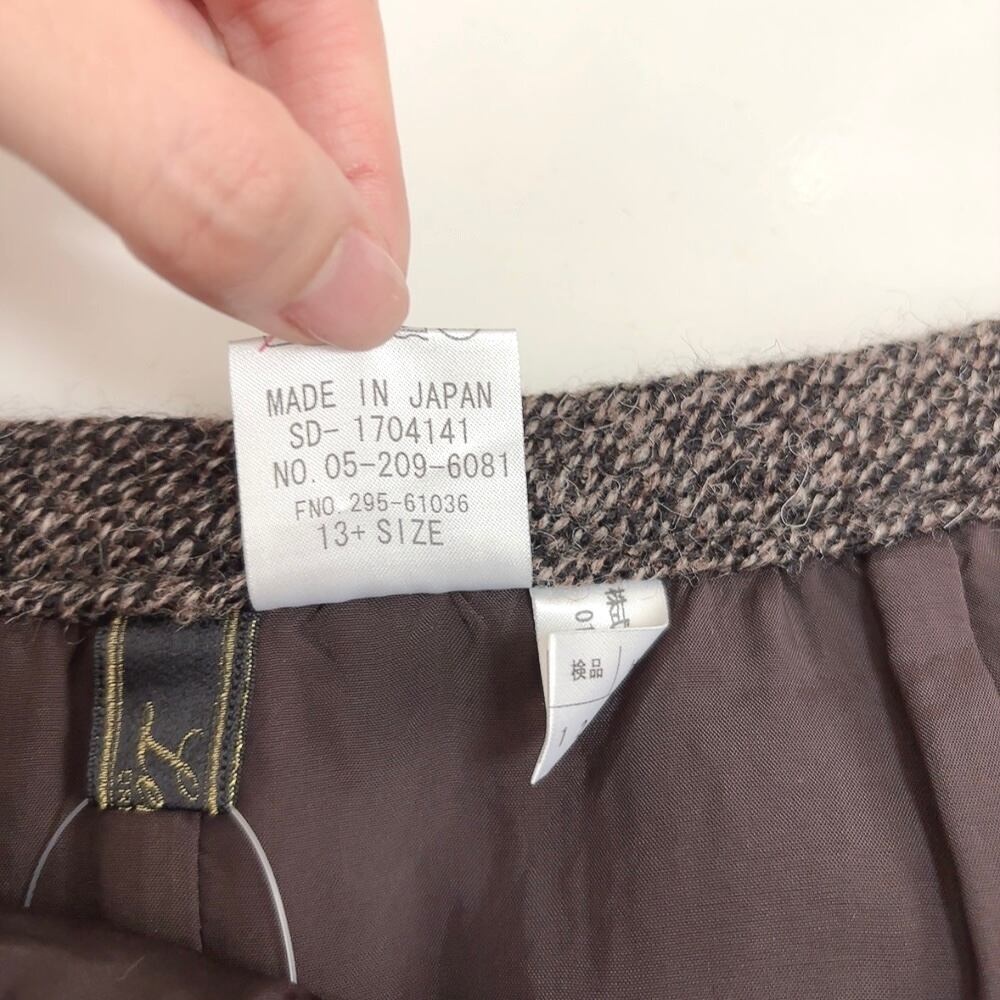 MADE IN JAPAN
SD- 1704141
NO. 05-209-6081
FNO. 295-61036
13+ SIZE
検品